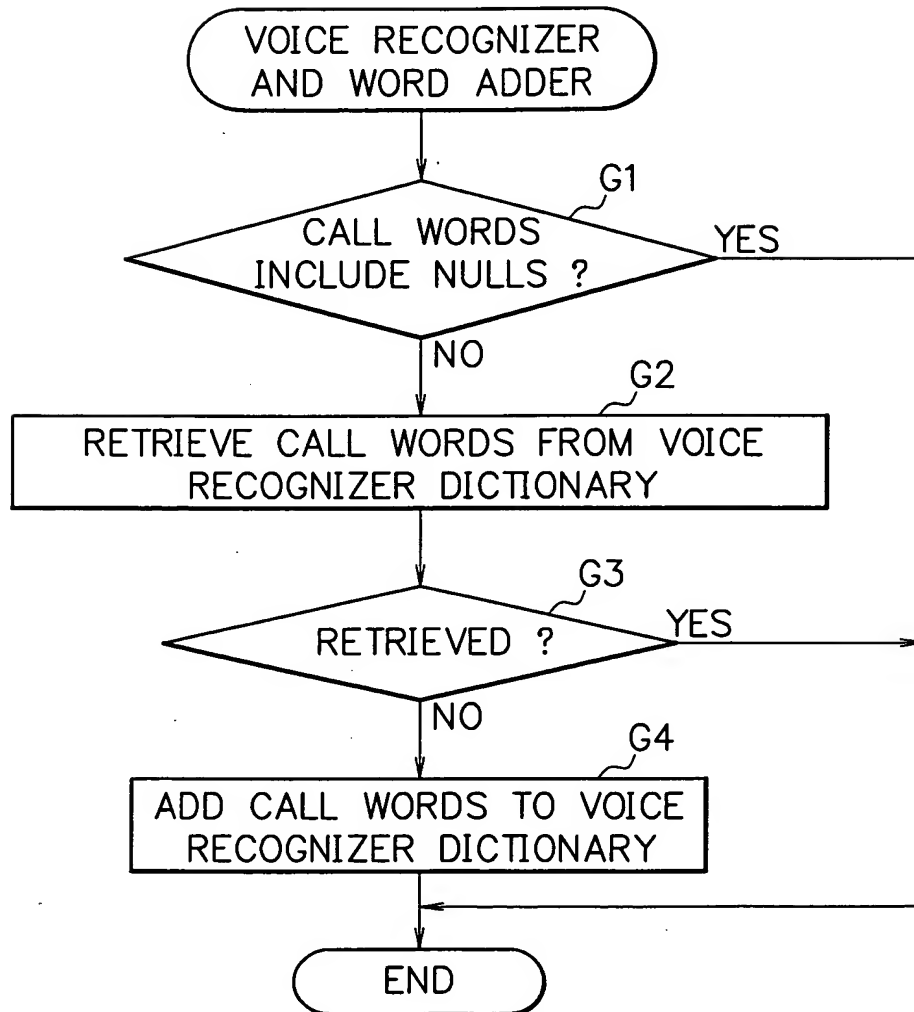 VOICE RECOGNIZER
AND WORD ADDER
G1
CALL WORDS
INCLUDE NULLS ?
YES
NO
G2
RETRIEVE CALL WORDS FROM VOICE
RECOGNIZER DICTIONARY
G3
RETRIEVED ?
YES
NO
G4
ADD CALL WORDS TO VOICE
RECOGNIZER DICTIONARY
END